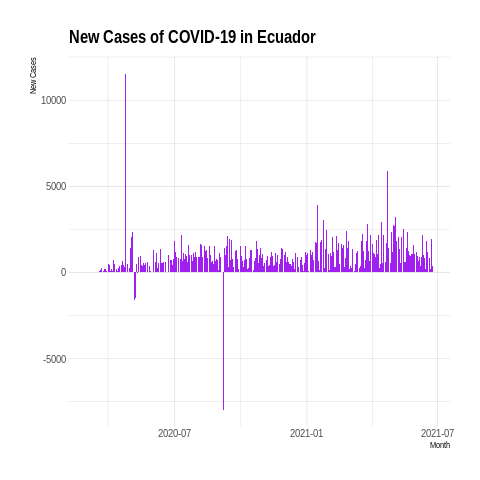 New Cases of COVID-19 in Ecuador
New Cases
10000
5000
0
-5000
2020-07
2021-01
2021-07
Month